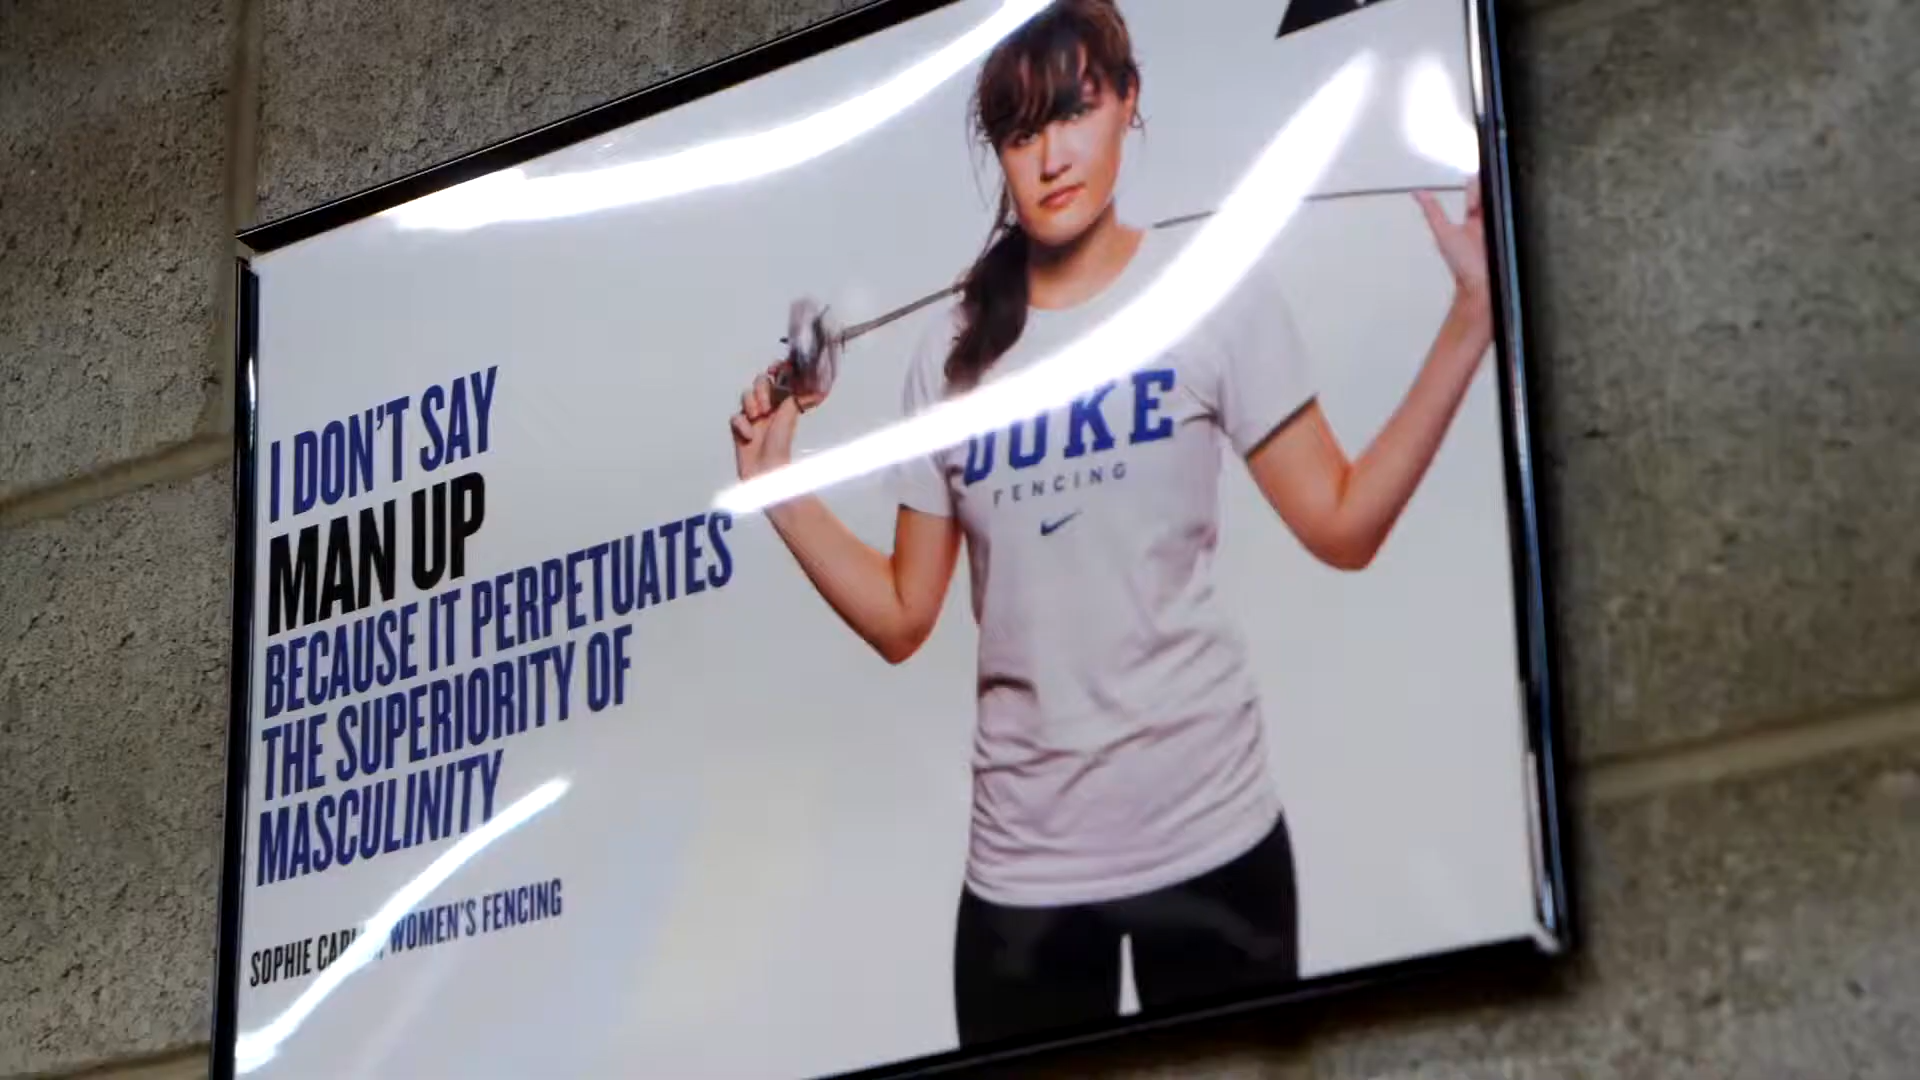 I DON'T SAY
MAN UP
BECAUSE IT PERPETUATES
THE SUPERIORITY OF
MASCULINITY
SOPHIE WOMEN'S FENCING
DUKE
FENCING